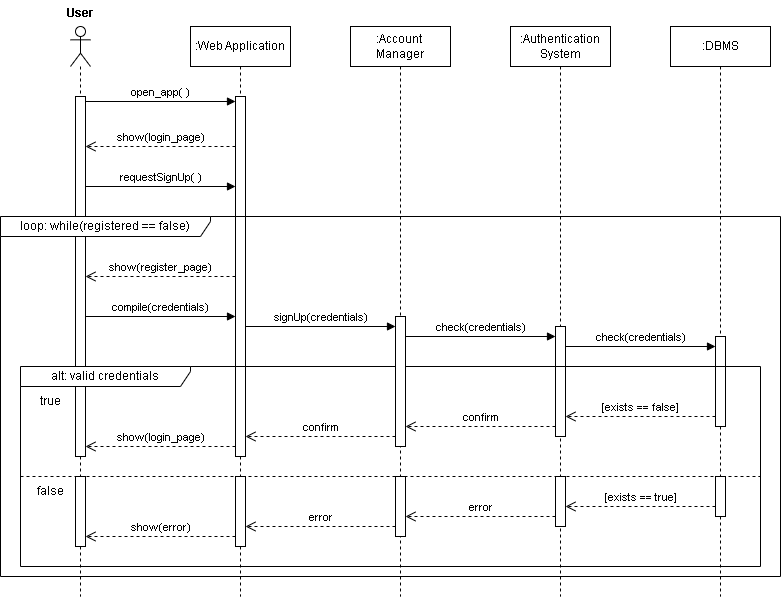 User
:Web Application
:Account
Manager
:Authentication
System
:DBMS
open_app( )
show(login_page)
requestSignUp( )
loop: while(registered == false)
show(register_page)
compile(credentials)
signUp(credentials)
check(credentials)
check(credentials)
alt: valid credentials
true
[exists == false]
confirm
confirm
show(login_page)
false
[exists == true]
error
error
show(error)